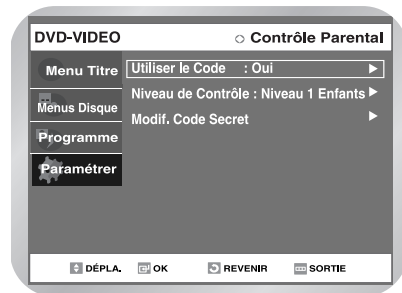 DVD-VIDEO Contrôle Parental
Menu Titre
Utiliser le Code : Oui
Niveau de Contrôle : Niveau 1 Enfants
Menus Disque
Modif. Code Secret
Programme
Paramétrer
DÉPLA. OK REVENIR SORTIE